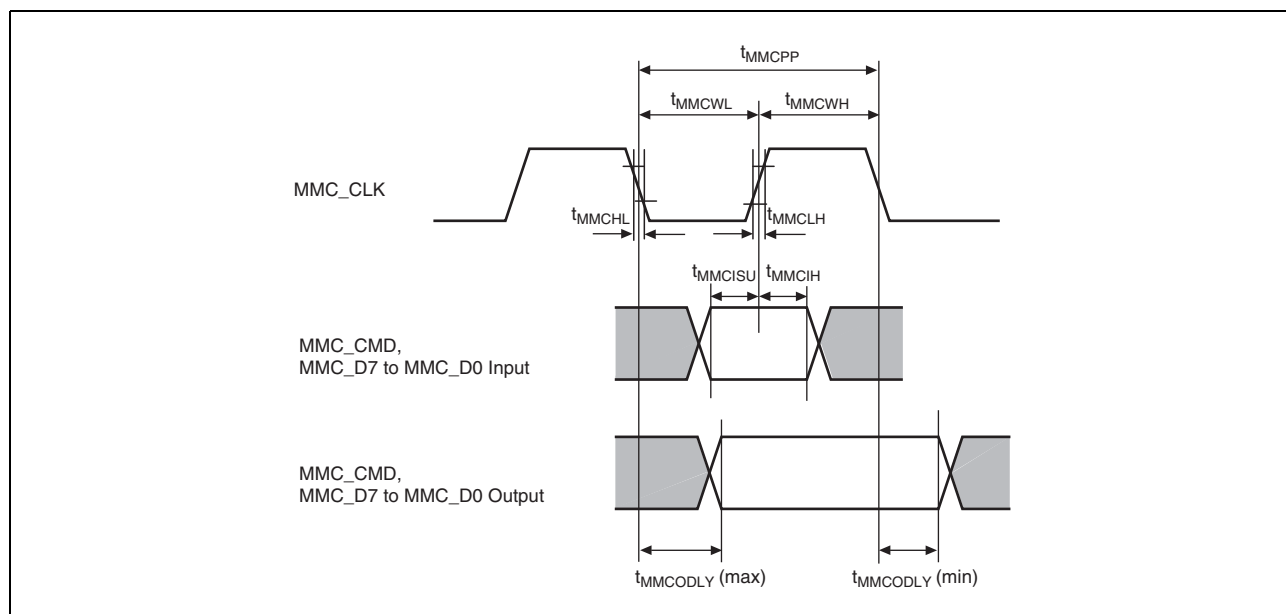 tMMCPP
tMMCWL
tMMCWH
MMC_CLK
tMMCHL
tMMCLH
tMMCISU
tMMCIH
MMC_CMD,
MMC_D7 to MMC_D0 Input
MMC_CMD,
MMC_D7 to MMC_D0 Output
tMMCODLY (max)
tMMCODLY (min)